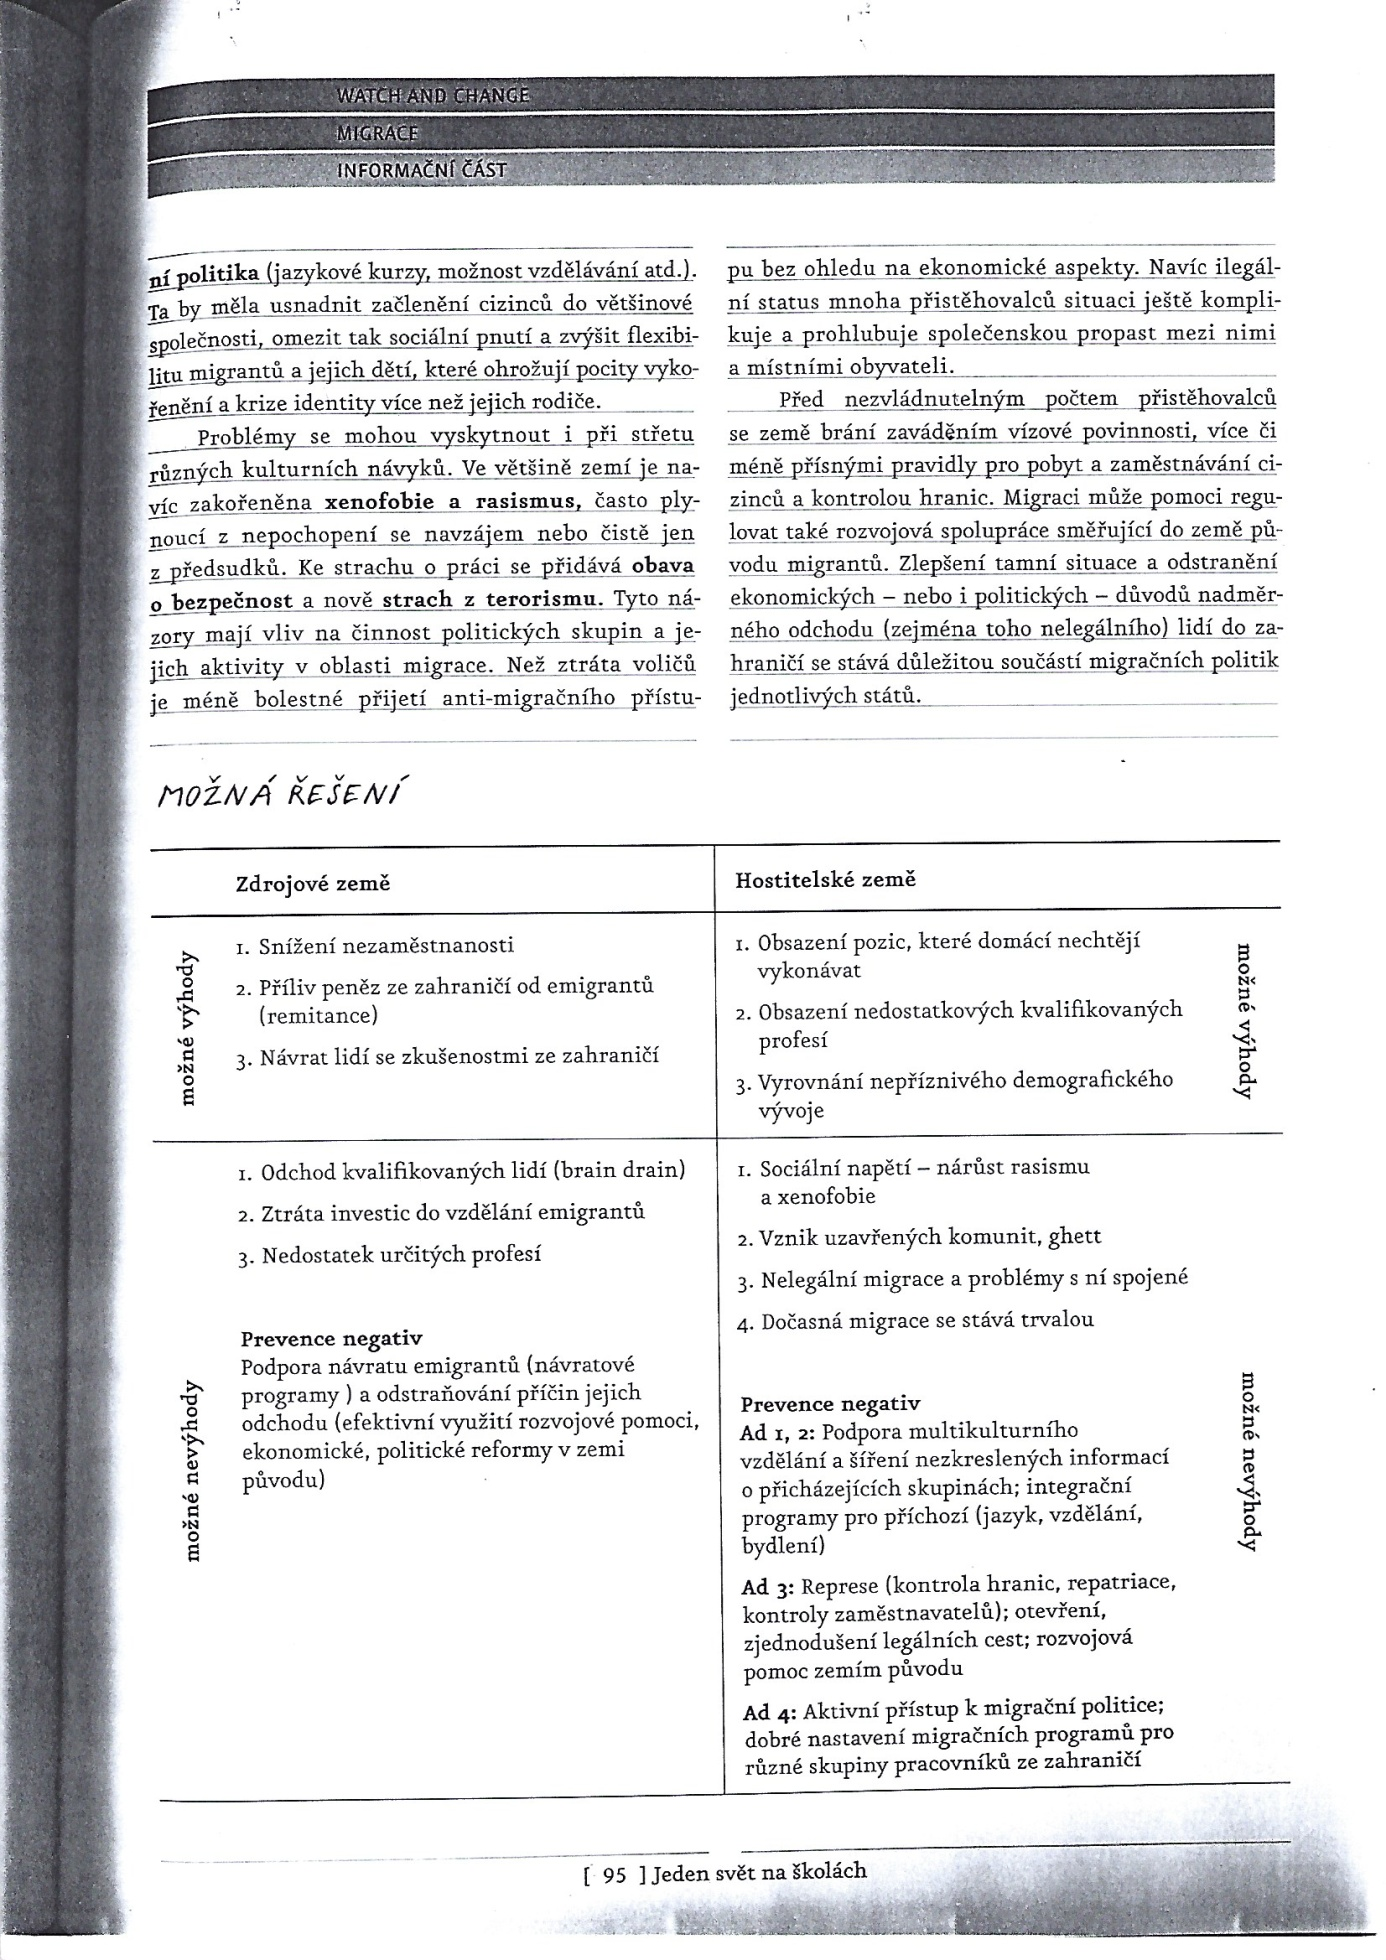 WATCH AND CHANGE
MIGRACE
INFORMAČNÍ ČÁST
ní politika (jazykové kurzy, možnost vzdělávání atd.).
Ta by měla usnadnit začlenění cizinců do většinové
společnosti, omezit tak sociální pnutí a zvýšit flexibi-
litu migrantů a jejich dětí, které ohrožují pocity vyko-
řenění a krize identity více než jejich rodiče.
Problémy se mohou vyskytnout i při střetu
různých kulturních návyků. Ve většině zemí je na-
víc zakořeněna xenofobie a rasismus, často ply-
noucí z nepochopení se navzájem nebo čistě jen
z předsudků. Ke strachu o práci se přidává obava
o bezpečnost a nově strach z terorismu. Tyto ná-
zory mají vliv na činnost politických skupin a je-
jich aktivity v oblasti migrace. Než ztráta voličů
je méně bolestné přijetí anti-migračního přístu-
pu bez ohledu na ekonomické aspekty. Navíc ilegál-
ní status mnoha přistěhovalců situaci ještě kompli-
kuje a prohlubuje společenskou propast mezi nimi
a místními obyvateli.
Před nezvládnutelným počtem přistěhovalců
se země brání zaváděním vízové povinnosti, více či
méně přísnými pravidly pro pobyt a zaměstnávání ci-
zinců a kontrolou hranic. Migraci může pomoci regu-
lovat také rozvojová spolupráce směřující do země pů-
vodu migrantů. Zlepšení tamní situace a odstranění
ekonomických – nebo i politických – důvodů nadměr-
ného odchodu (zejména toho nelegálního) lidí do za-
hraničí se stává důležitou součástí migračních politik
jednotlivých států.
MOŽNÁ ŘEŠENÍ
Zdrojové země
Hostitelské země
možné výhody
1. Snížení nezaměstnanosti
2. Příliv peněz ze zahraničí od emigrantů
(remitance)
3. Návrat lidí se zkušenostmi ze zahraničí
1. Obsazení pozic, které domácí nechtějí
vykonávat
2. Obsazení nedostatkových kvalifikovaných
profesí
3. Vyrovnání nepříznivého demografického
vývoje
možné výhody
možné nevýhody
1. Odchod kvalifikovaných lidí (brain drain)
2. Ztráta investic do vzdělání emigrantů
3. Nedostatek určitých profesí
Prevence negativ
Podpora návratu emigrantů (návratové
programy ) a odstraňování příčin jejich
odchodu (efektivní využití rozvojové pomoci,
ekonomické, politické reformy v zemi
původu)
1. Sociální napětí – nárůst rasismu
a xenofobie
2. Vznik uzavřených komunit, ghett
3. Nelegální migrace a problémy s ní spojené
4. Dočasná migrace se stává trvalou
Prevence negativ
Ad 1, 2: Podpora multikulturního
vzdělání a šíření nezkreslených informací
o přicházejících skupinách; integrační
programy pro příchozí (jazyk, vzdělání,
bydlení)
Ad 3: Represe (kontrola hranic, repatriace,
kontroly zaměstnavatelů); otevření,
zjednodušení legálních cest; rozvojová
pomoc zemím původu
Ad 4: Aktivní přístup k migrační politice;
dobré nastavení migračních programů pro
různé skupiny pracovníků ze zahraničí
možné nevýhody
[ 95 ] Jeden svět na školách